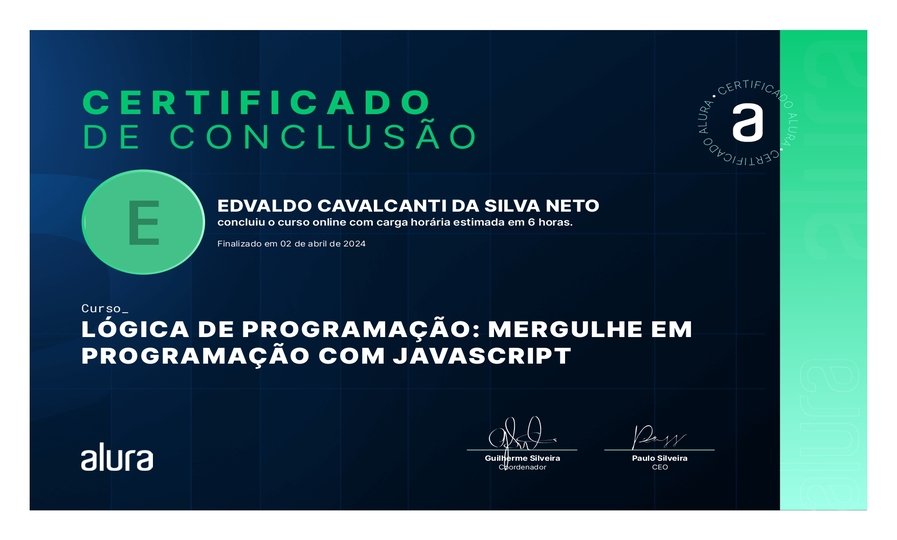 CERTIFICADO
DE CONCLUSÃO
CERTIFICADO ALURA • CERTIFICADO ALURA •
a
E
EDVALDO CAVALCANTI DA SILVA NETO
concluiu o curso online com carga horária estimada em 6 horas.
Finalizado em 02 de abril de 2024
Curso_
LÓGICA DE PROGRAMAÇÃO: MERGULHE EM
PROGRAMAÇÃO COM JAVASCRIPT
alura
Guilherme Silveira
Coordenador
Paulo Silveira
CEO
alura
alura